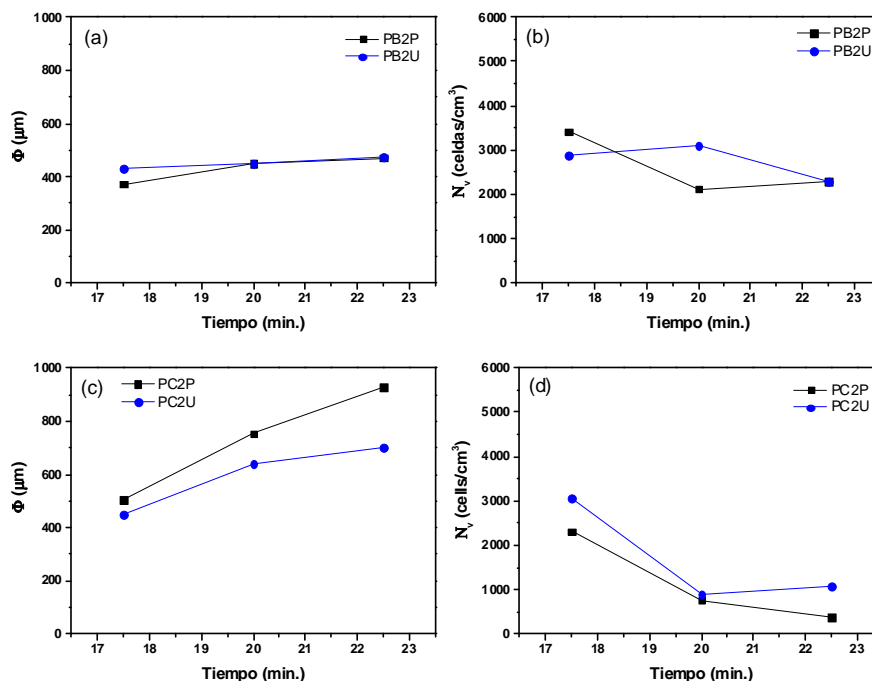 (a)
PB2P
PB2U
1000
800
600
400
200
0
Φ (µm)
17 18 19 20 21 22 23
Tiempo (min.)
(b)
PB2P
PB2U
6000
5000
4000
3000
2000
1000
0
Nv (celdas/cm³)
17 18 19 20 21 22 23
Tiempo (min.)
(c)
PC2P
PC2U
1000
800
600
400
200
0
Φ (µm)
17 18 19 20 21 22 23
Tiempo (min.)
(d)
PC2P
PC2U
6000
5000
4000
3000
2000
1000
0
Nv (cells/cm³)
17 18 19 20 21 22 23
Tiempo (min.)